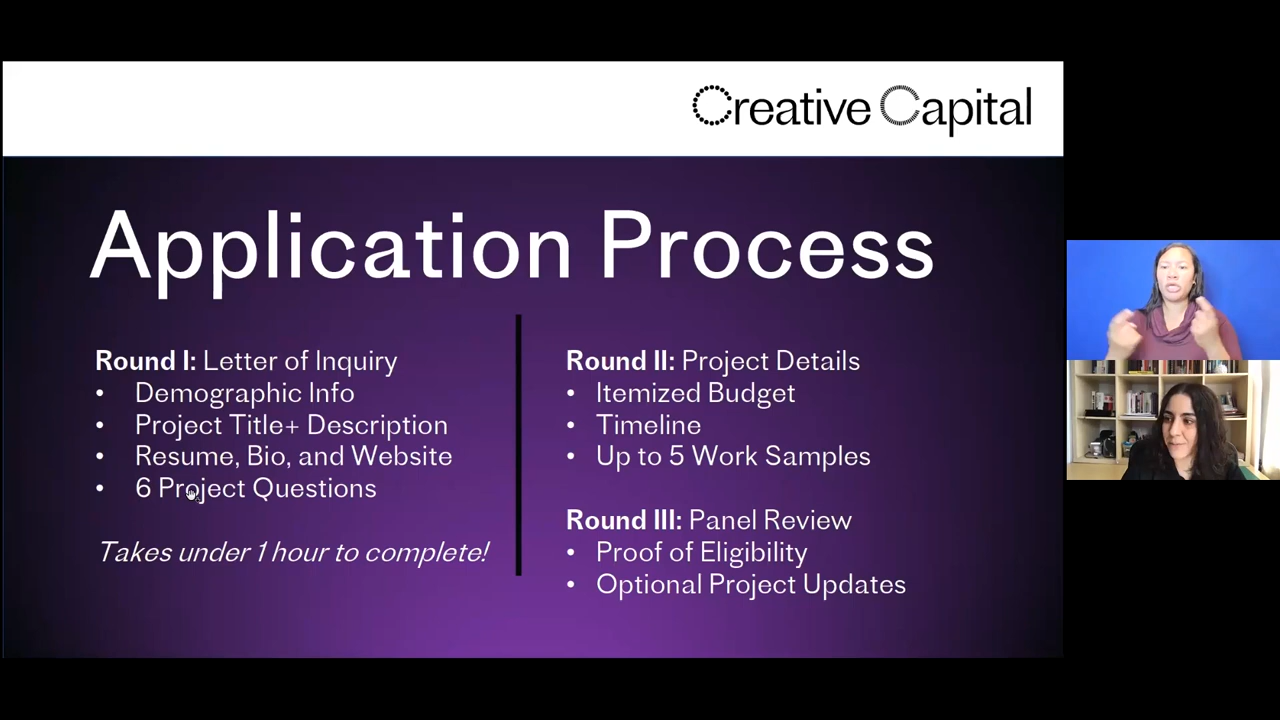 Creative Capital
Application Process
Round I: Letter of Inquiry
• Demographic Info
• Project Title+ Description
• Resume, Bio, and Website
• 6 Project Questions
Takes under 1 hour to complete!
Round II: Project Details
• Itemized Budget
• Timeline
• Up to 5 Work Samples
Round III: Panel Review
• Proof of Eligibility
• Optional Project Updates